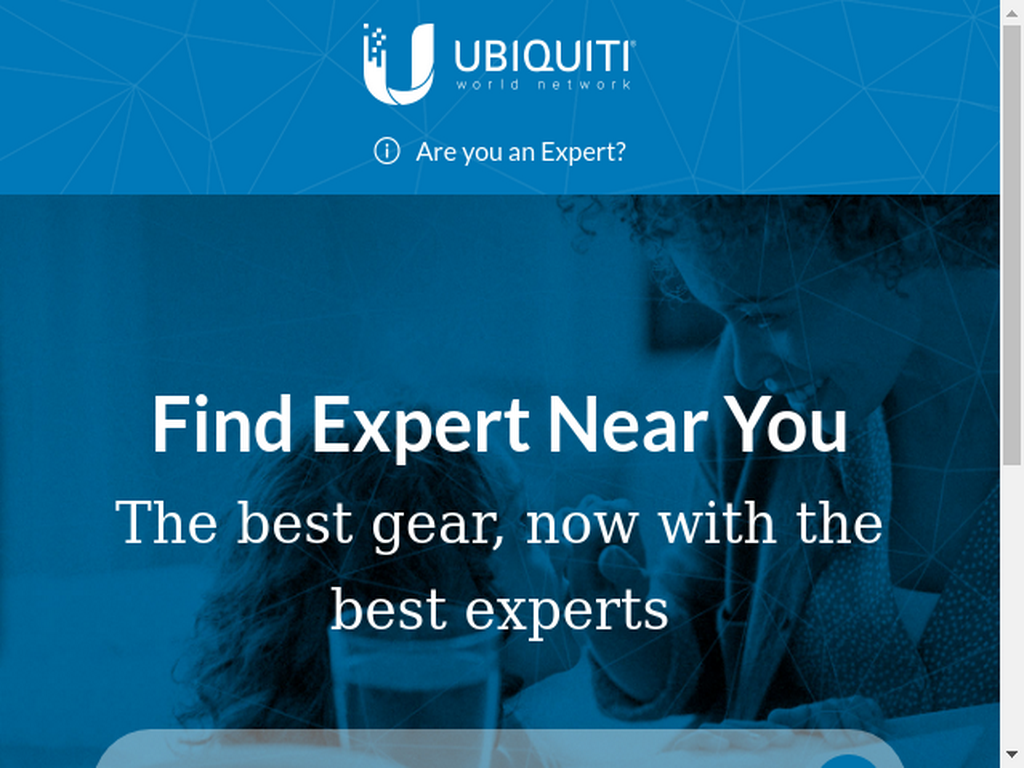 UBIQUITI®
world network
Are you an Expert?
Find Expert Near You
The best gear, now with the
best experts